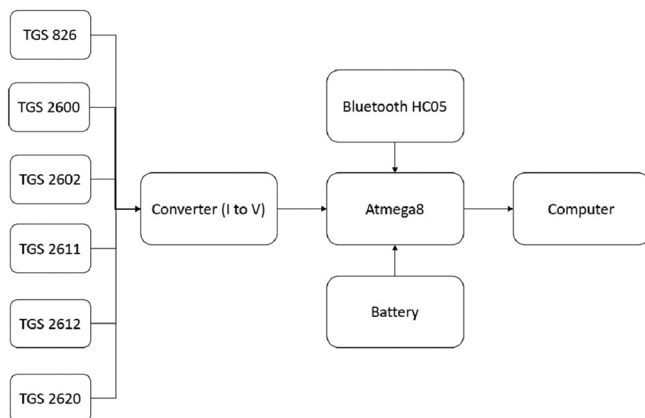 TGS 826
TGS 2600
TGS 2602
TGS 2611
TGS 2612
TGS 2620
Converter (I to V)
Bluetooth HC05
Atmega8
Battery
Computer